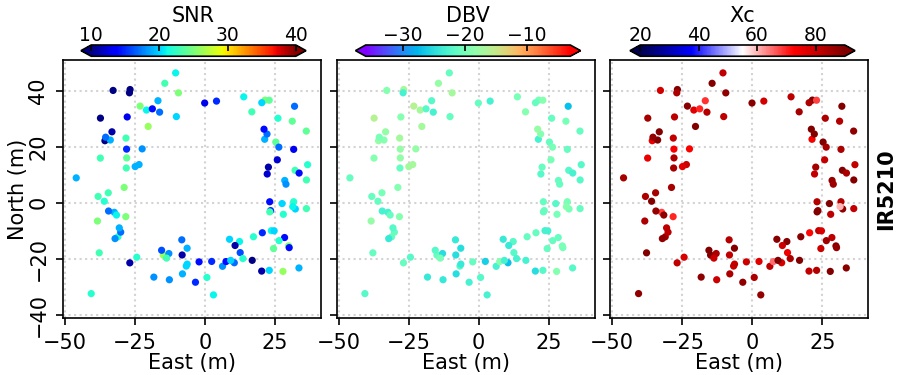 SNR DBV Xc
10 20 30 40 −30 −20 −10 20 40 60 80
40
20
0
−20
−40
North (m)
IR5210
−50 −25 0 25 −50 −25 0 25 −50 −25 0 25
East (m) East (m) East (m)